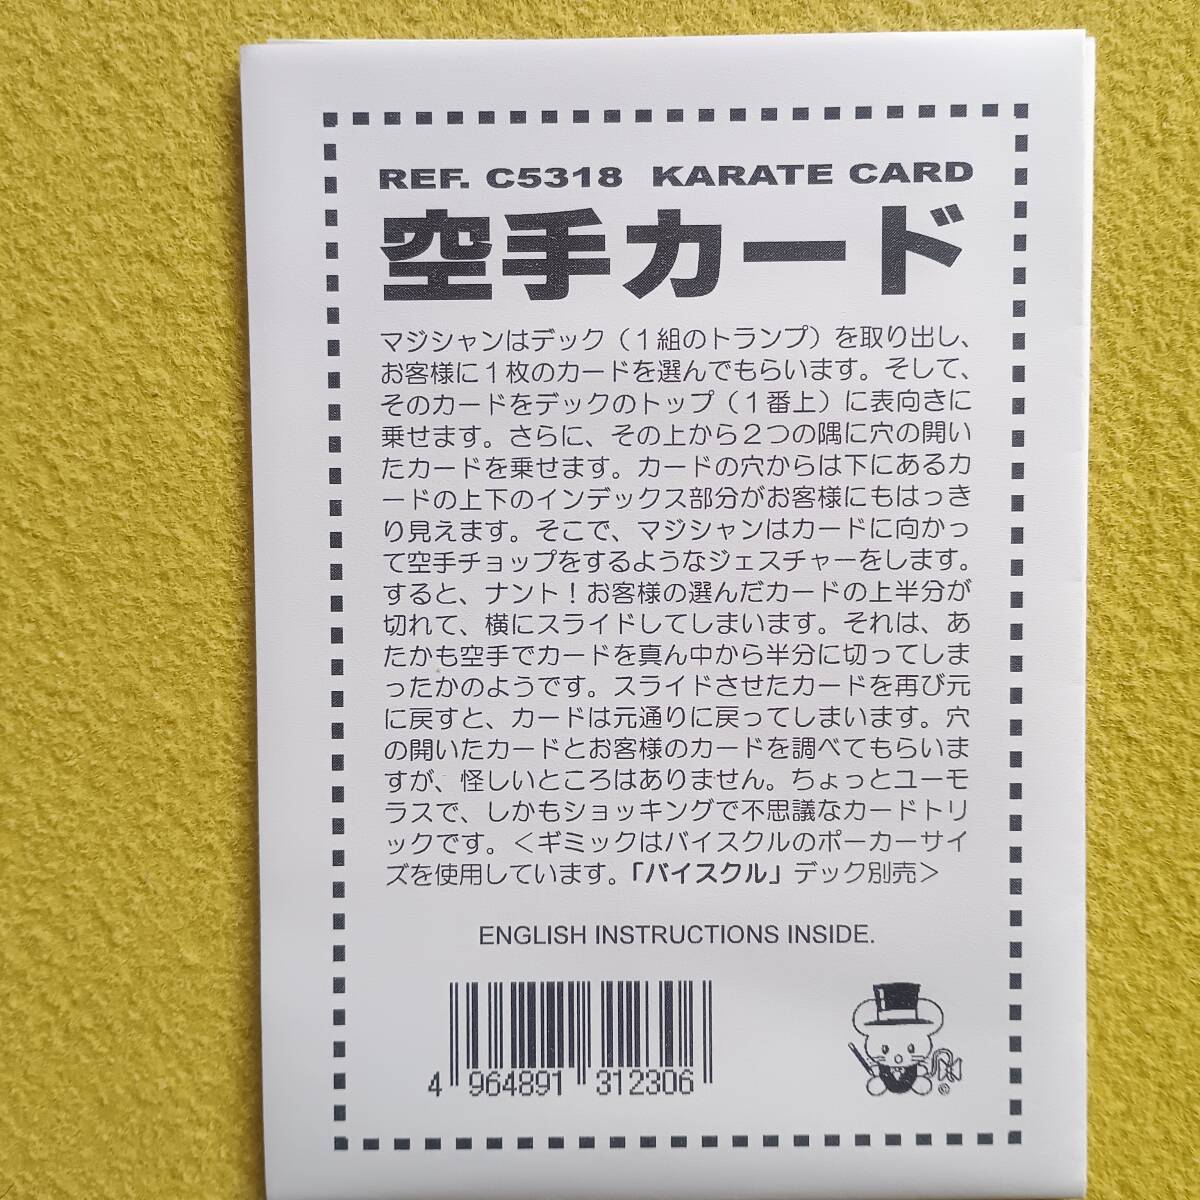 REF. C5318 KARATE CARD
空手カード
マジシャンはデック（1組のトランプ）を取り出し、
お客様に1枚のカードを選んでもらいます。そして、
そのカードをデックのトップ（1番上）に表向きに
乗せます。さらに、その上から2つの隅に穴の開い
たカードを乗せます。カードの穴からは下にあるカ
ードの上下のインデックス部分がお客様にもはっき
り見えます。そこで、マジシャンはカードに向かっ
て空手チョップをするようなジェスチャーをします。
すると、ナント！お客様の選んだカードの上半分が
切れて、横にスライドしてしまいます。それは、あ
たかも空手でカードを真ん中から半分に切ってしま
ったかのようです。スライドさせたカードを再び元
に戻すと、カードは元通りに戻ってしまいます。穴
の開いたカードとお客様のカードを調べてもらいま
すが、怪しいところはありません。ちょっとユーモ
ラスで、しかもショッキングで不思議なカードトリ
ックです。＜ギミックはバイスクルのポーカーサイ
ズを使用しています。「バイスクル」デック別売＞
ENGLISH INSTRUCTIONS INSIDE.
4 964891 312306